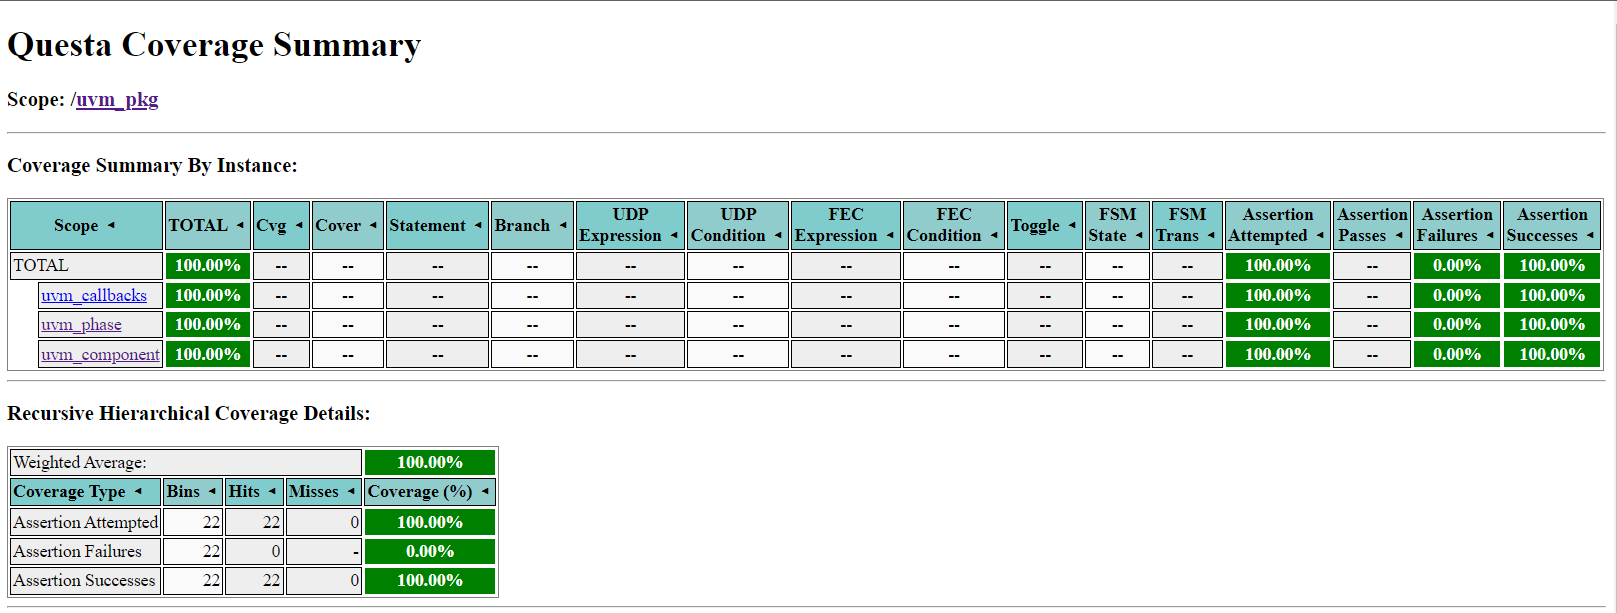 Questa Coverage Summary
Scope: /uvm_pkg
Coverage Summary By Instance:
Scope ◄ TOTAL ◄ Cvg ◄ Cover ◄ Statement ◄ Branch ◄ UDP Expression ◄ UDP Condition ◄ FEC Expression ◄ FEC Condition ◄ Toggle ◄ FSM State ◄ FSM Trans ◄ Assertion Attempted ◄ Assertion Passes ◄ Assertion Failures ◄ Assertion Successes ◄
TOTAL 100.00% -- -- -- -- -- -- -- -- -- -- -- 100.00% -- 0.00% 100.00%
uvm_callbacks 100.00% -- -- -- -- -- -- -- -- -- -- -- 100.00% -- 0.00% 100.00%
uvm_phase 100.00% -- -- -- -- -- -- -- -- -- -- -- 100.00% -- 0.00% 100.00%
uvm_component 100.00% -- -- -- -- -- -- -- -- -- -- -- 100.00% -- 0.00% 100.00%
Recursive Hierarchical Coverage Details:
Weighted Average: 100.00%
Coverage Type ◄ Bins ◄ Hits ◄ Misses ◄ Coverage (%) ◄
Assertion Attempted 22 22 0 100.00%
Assertion Failures 22 0 - 0.00%
Assertion Successes 22 22 0 100.00%